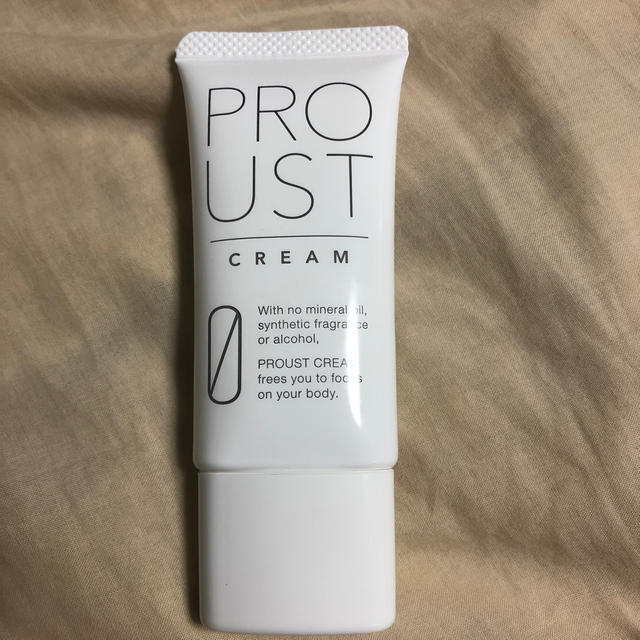 PRO
UST
CREAM
0
With no mineral oil,
synthetic fragrance
or alcohol,
PROUST CREAM
frees you to focus
on your body.